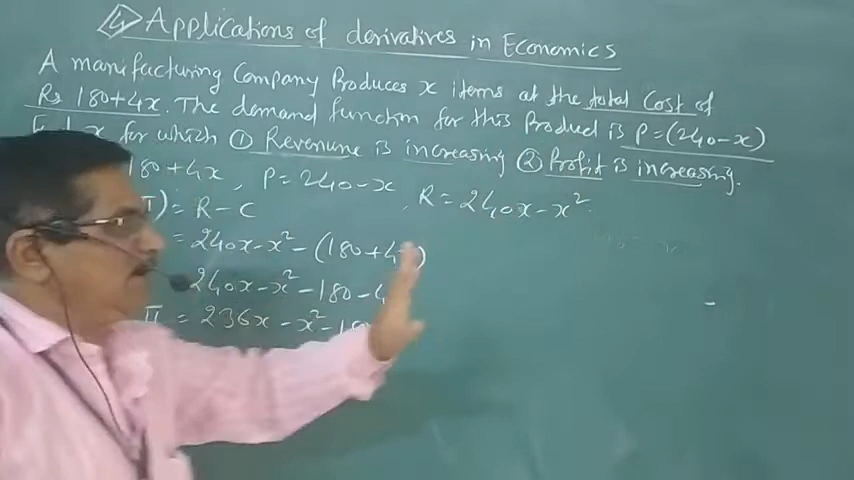 ④ Applications of derivatives in Economics
A manufacturing Company Produces x items at the total Cost of
Rs 180+4x. The demand function for this Product is P=(240-x)
x for which ① Revenune is increasing ② Profit is increasing.
180+4x, P=240-x, R=240x-x².
)= R-C
= 240x-x²-(180+4
240x-x²-180-4
= 236x-x²-180